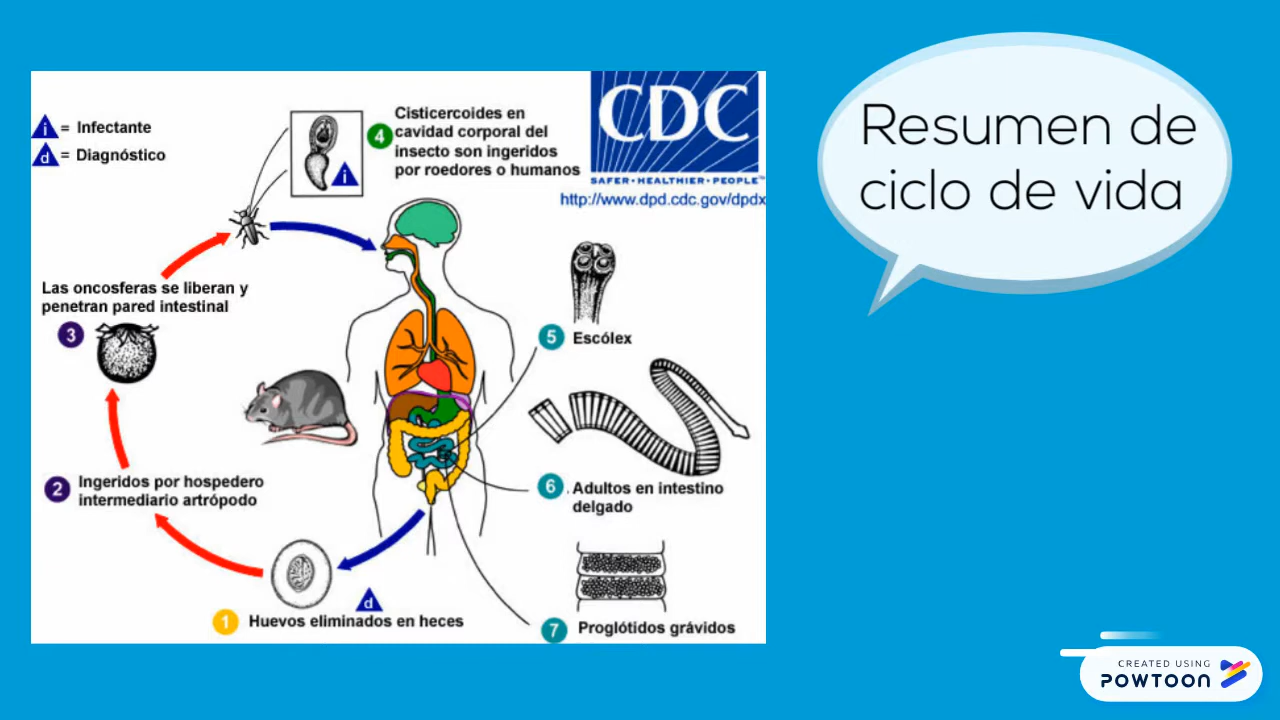 Resumen de
ciclo de vida
i = Infectante
d = Diagnóstico
i
4
Cisticercoides en
cavidad corporal del
insecto son ingeridos
por roedores o humanos
CDC
SAFER • HEALTHIER • PEOPLE™
http://www.dpd.cdc.gov/dpdx
Las oncosferas se liberan y
penetran pared intestinal
3
5 Escólex
2 Ingeridos por hospedero
intermediario artrópodo
6 Adultos en intestino
delgado
d
1 Huevos eliminados en heces
7 Proglótidos grávidos
CREATED USING
POWTOON